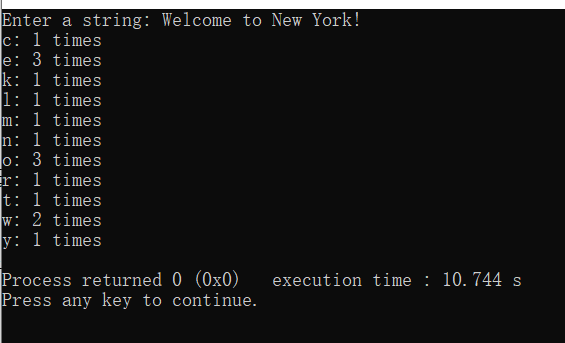 Enter a string: Welcome to New York!
c: 1 times
e: 3 times
k: 1 times
l: 1 times
m: 1 times
n: 1 times
o: 3 times
r: 1 times
t: 1 times
w: 2 times
y: 1 times
Process returned 0 (0x0)   execution time : 10.744 s
Press any key to continue.